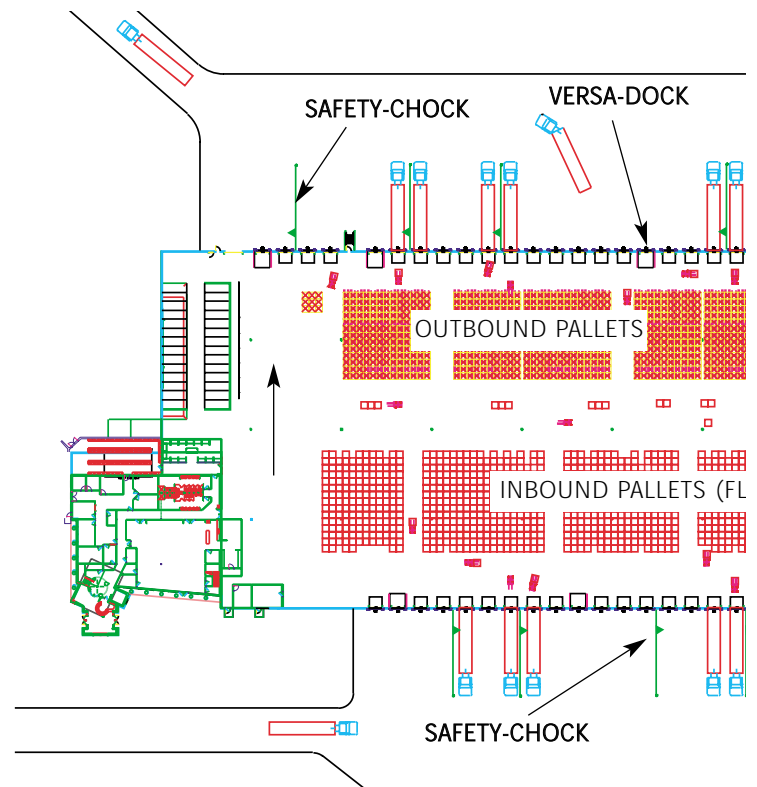 VERSA-DOCK
SAFETY-CHOCK
OUTBOUND PALLETS
INBOUND PALLETS (FL
SAFETY-CHOCK